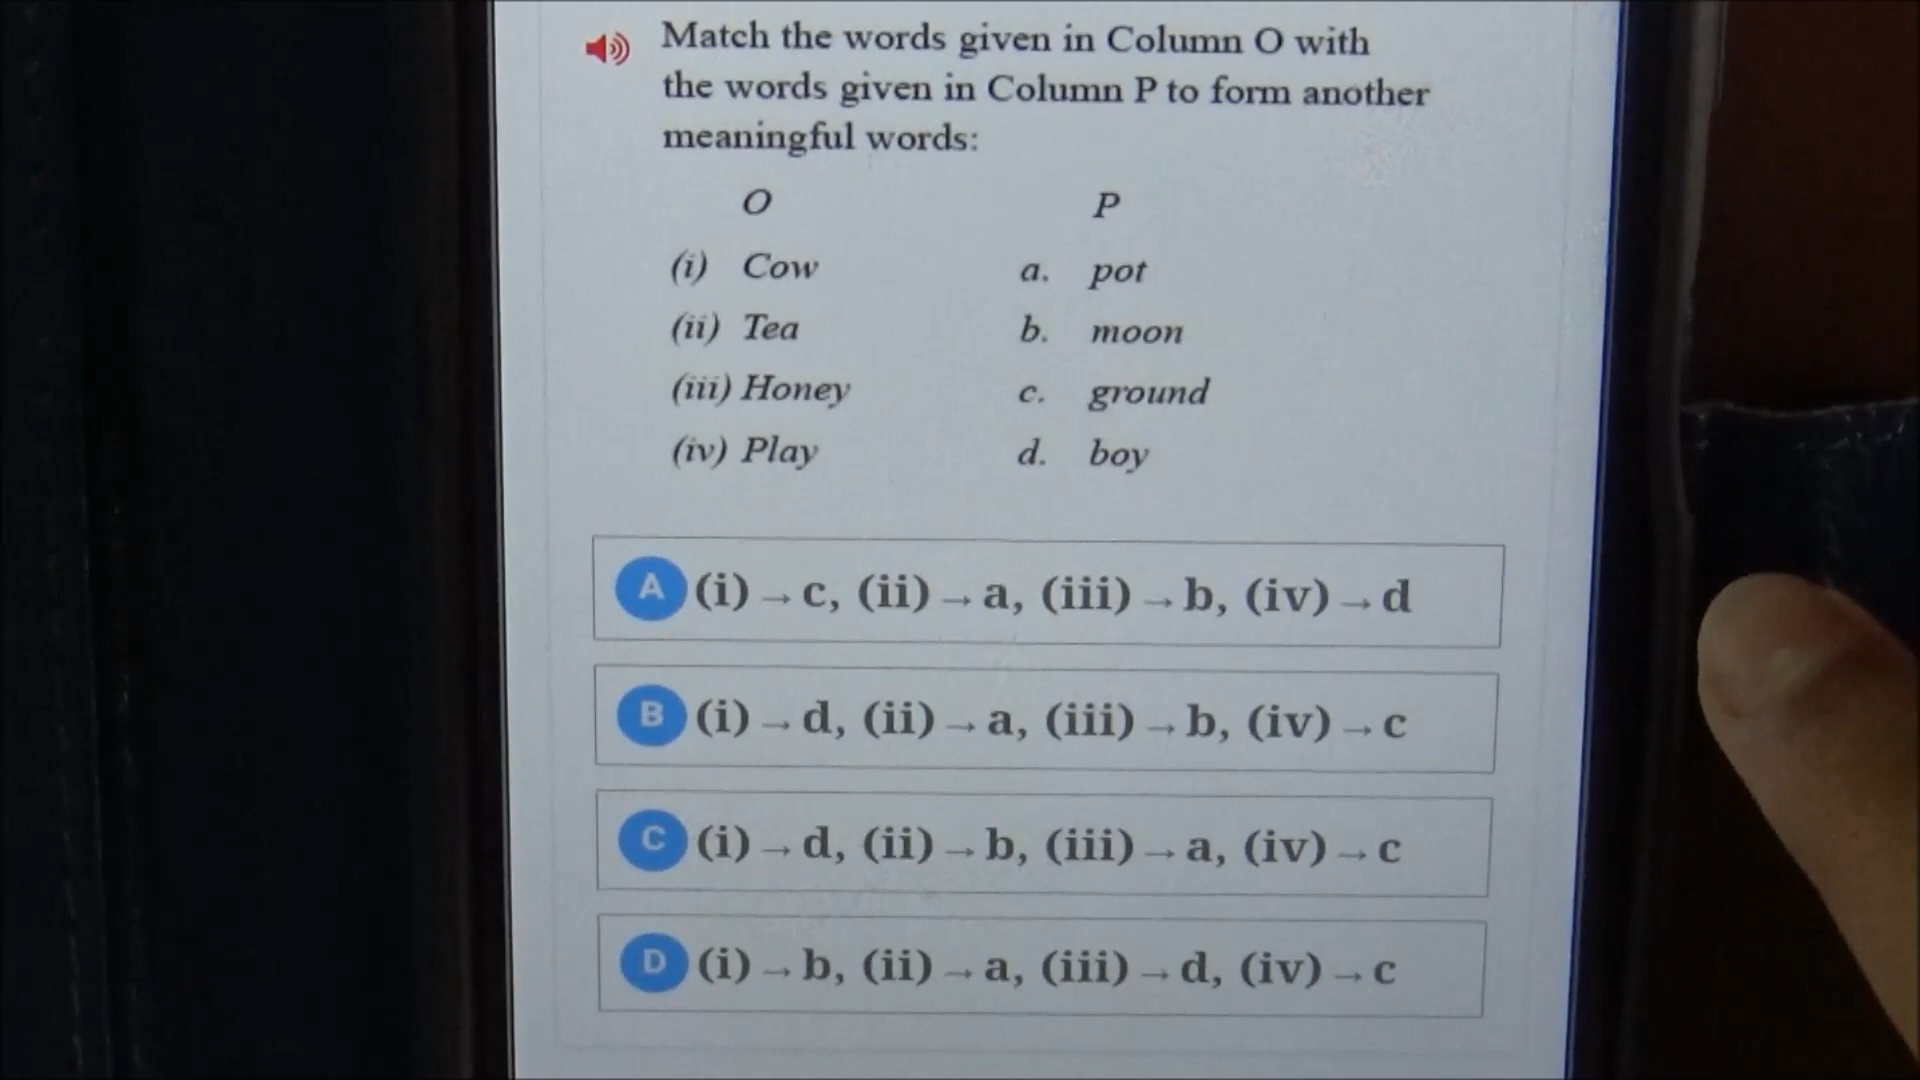 Match the words given in Column O with
the words given in Column P to form another
meaningful words:
O P
(i) Cow a. pot
(ii) Tea b. moon
(iii) Honey c. ground
(iv) Play d. boy
A (i) → c, (ii) → a, (iii) → b, (iv) → d
B (i) → d, (ii) → a, (iii) → b, (iv) → c
C (i) → d, (ii) → b, (iii) → a, (iv) → c
D (i) → b, (ii) → a, (iii) → d, (iv) → c